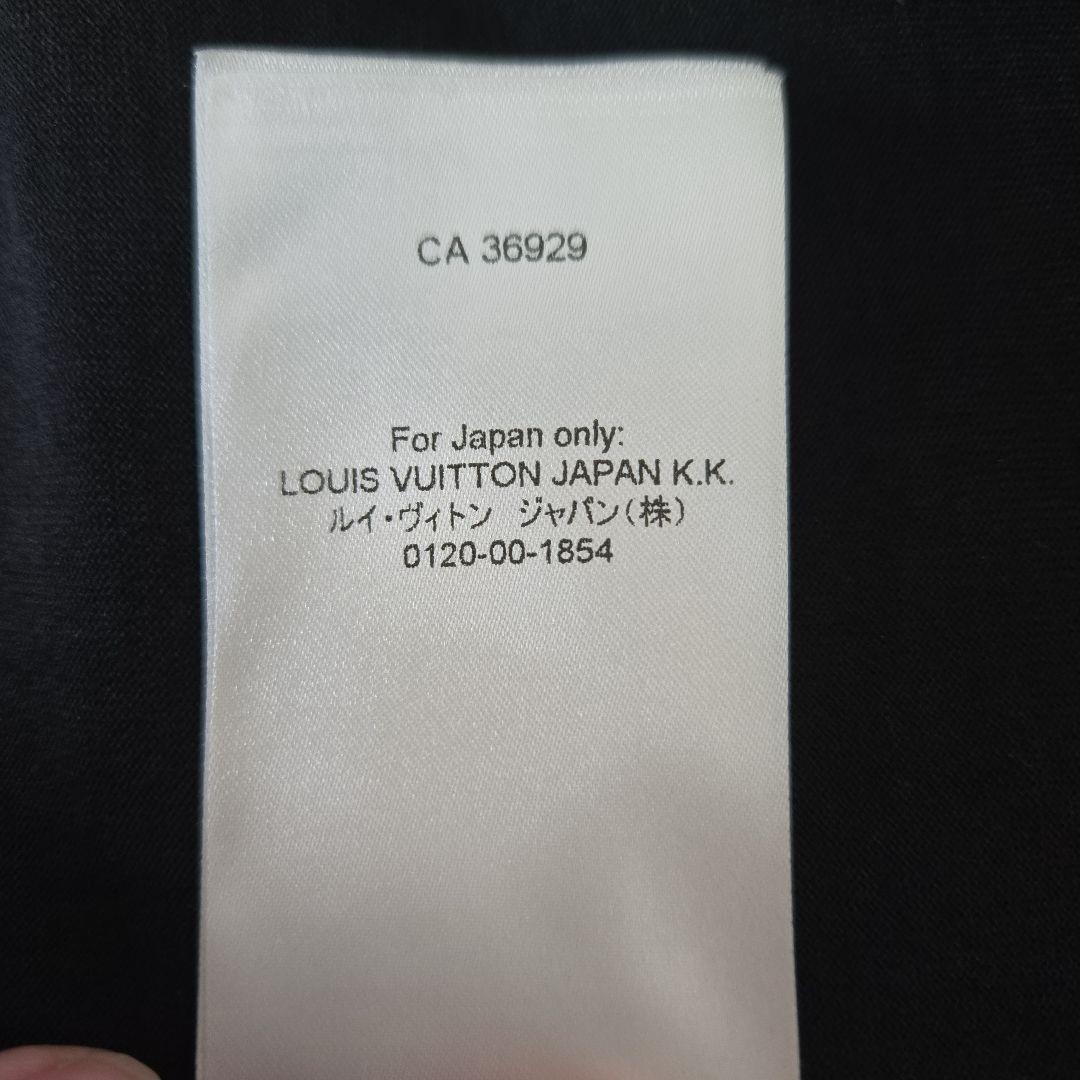 CA 36929
For Japan only:
LOUIS VUITTON JAPAN K.K.
ルイ・ヴィトン　ジャパン(株)
0120-00-1854